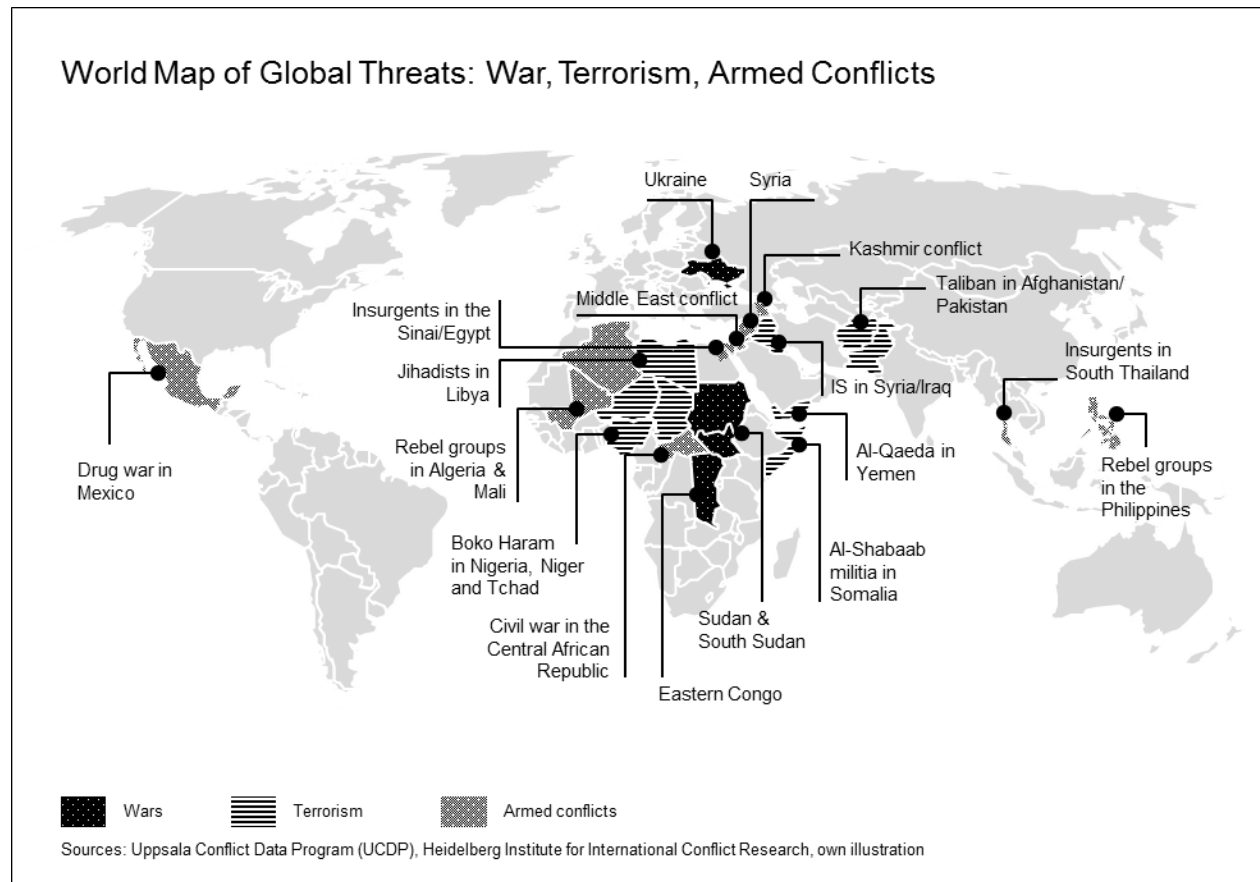 World Map of Global Threats: War, Terrorism, Armed Conflicts
Ukraine
Syria
Kashmir conflict
Taliban in Afghanistan/
Pakistan
Middle East conflict
Insurgents in the
Sinai/Egypt
Jihadists in
Libya
IS in Syria/Iraq
Insurgents in
South Thailand
Drug war in
Mexico
Rebel groups
in Algeria &
Mali
Al-Qaeda in
Yemen
Rebel groups
in the
Philippines
Boko Haram
in Nigeria, Niger
and Tchad
Al-Shabaab
militia in
Somalia
Civil war in the
Central African
Republic
Sudan &
South Sudan
Eastern Congo
Wars
Terrorism
Armed conflicts
Sources: Uppsala Conflict Data Program (UCDP), Heidelberg Institute for International Conflict Research, own illustration